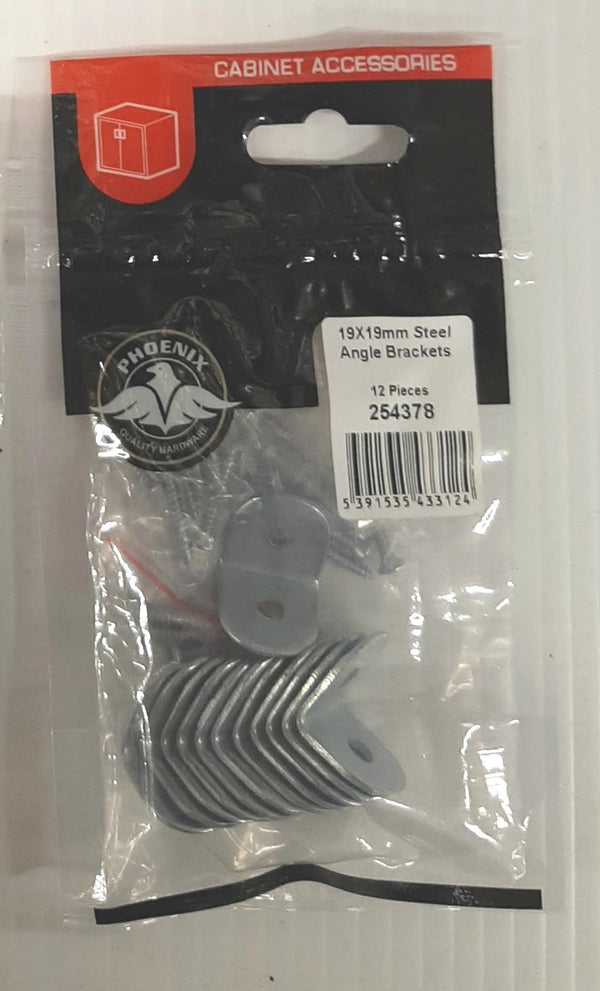 CABINET ACCESSORIES
PHOENIX
QUALITY HARDWARE
19X19mm Steel
Angle Brackets
12 Pieces
254378
5 391535 433124